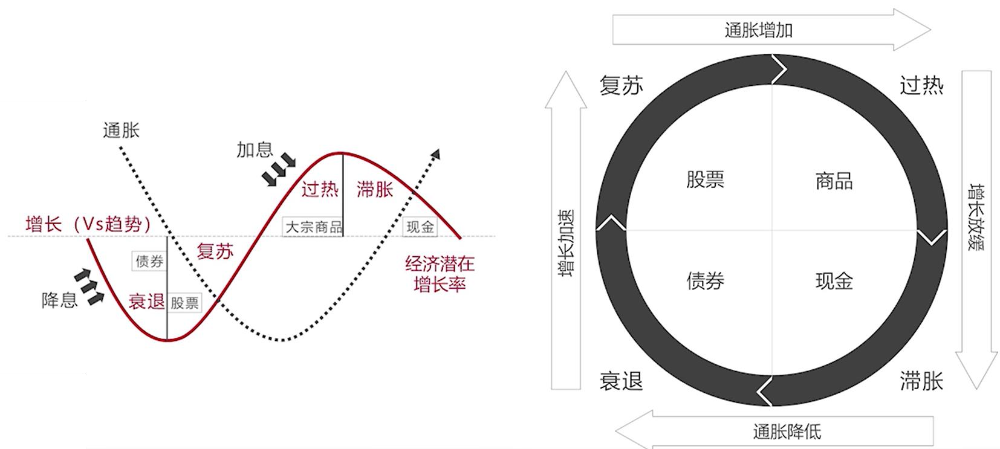 通胀
加息
过热
滞胀
大宗商品
现金
增长（Vs趋势）
复苏
债券
降息
衰退
股票
经济潜在
增长率
通胀增加
复苏
过热
增长加速
股票
商品
增长放缓
债券
现金
衰退
滞胀
通胀降低